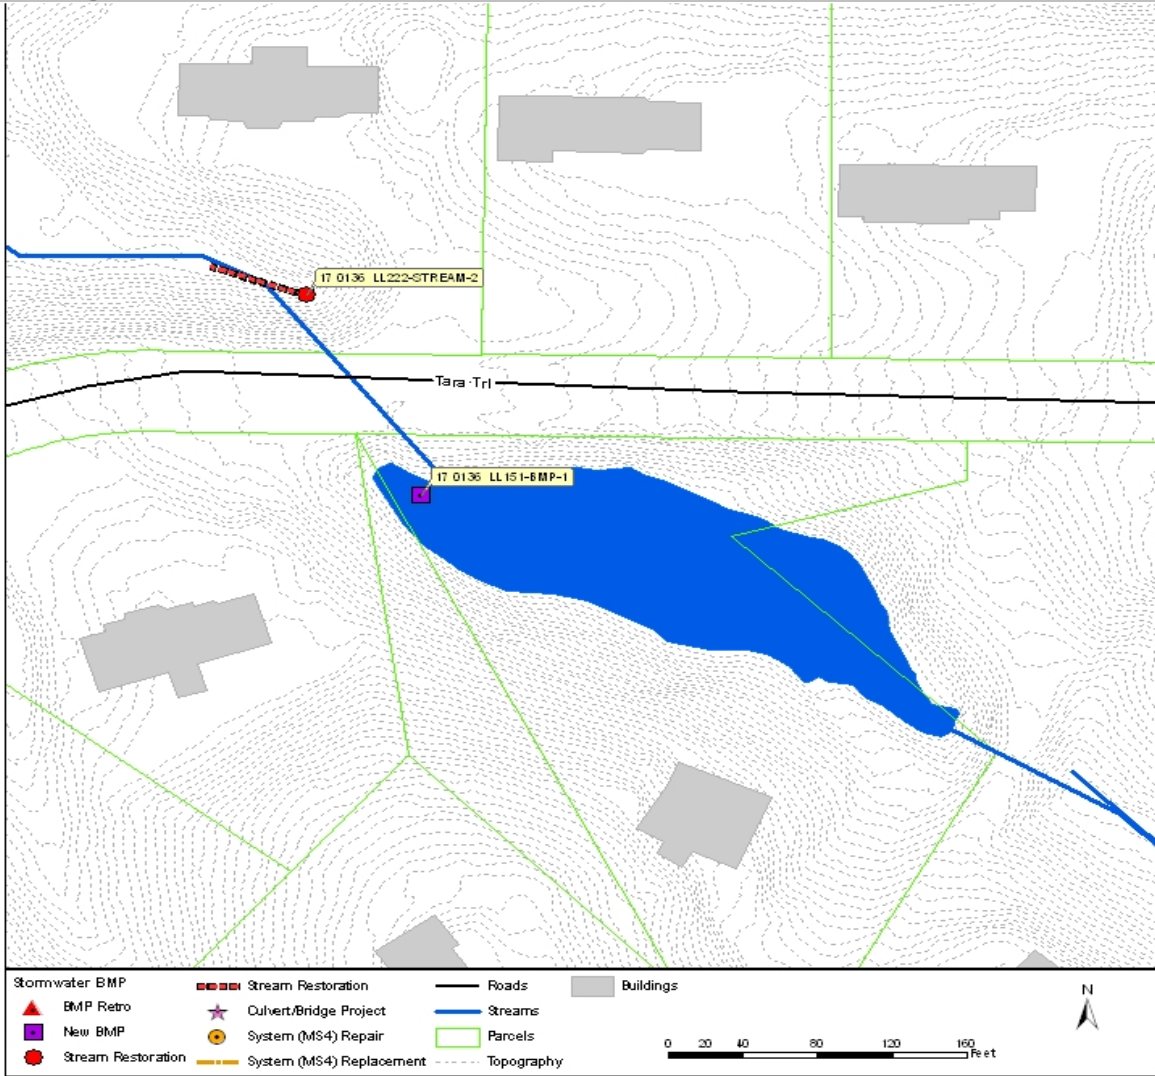 17 0136 LL222-STREAM-2
Tara Trl
17 0136 LL151-BMP-1
Stormwater BMP
BMP Retro
New BMP
Stream Restoration
Stream Restoration
Culvert/Bridge Project
System (MS4) Repair
System (MS4) Replacement
Roads
Streams
Parcels
Topography
Buildings
N
0 20 40 80 120 160
Feet